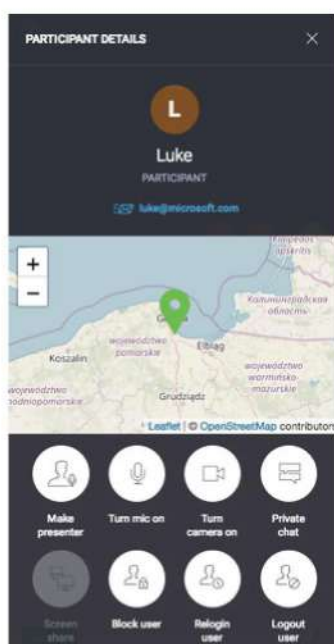 PARTICIPANT DETAILS
L
Luke
PARTICIPANT
luke@microsoft.com
+
−
Koszalin
województwo
pomorskie
Elbląg
Калининградская
область
województwo
warmińsko-
mazurskie
województwo
Grudziądz
Leaflet | © OpenStreetMap contributors
Make
presenter
Turn mic on
Turn
camera on
Private
chat
Screen
share
Block user
Relogin
user
Logout
user